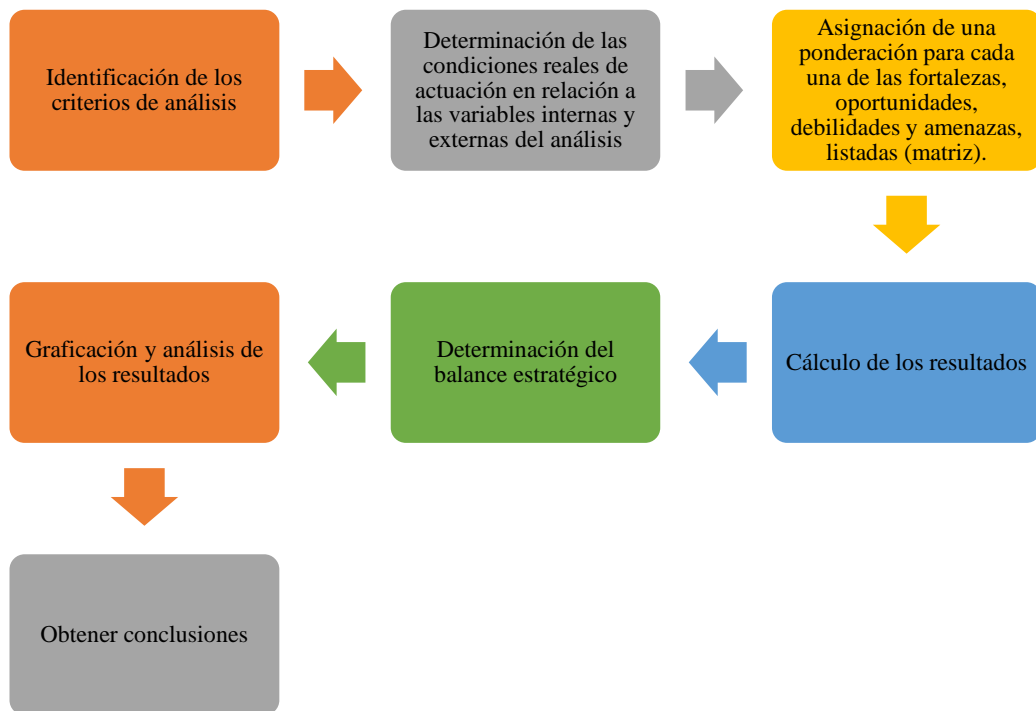 Identificación de los
criterios de análisis
Determinación de las
condiciones reales de
actuación en relación a
las variables internas y
externas del análisis
Asignación de una
ponderación para cada
una de las fortalezas,
oportunidades,
debilidades y amenazas,
listadas (matriz).
Cálculo de los resultados
Determinación del
balance estratégico
Graficación y análisis de
los resultados
Obtener conclusiones